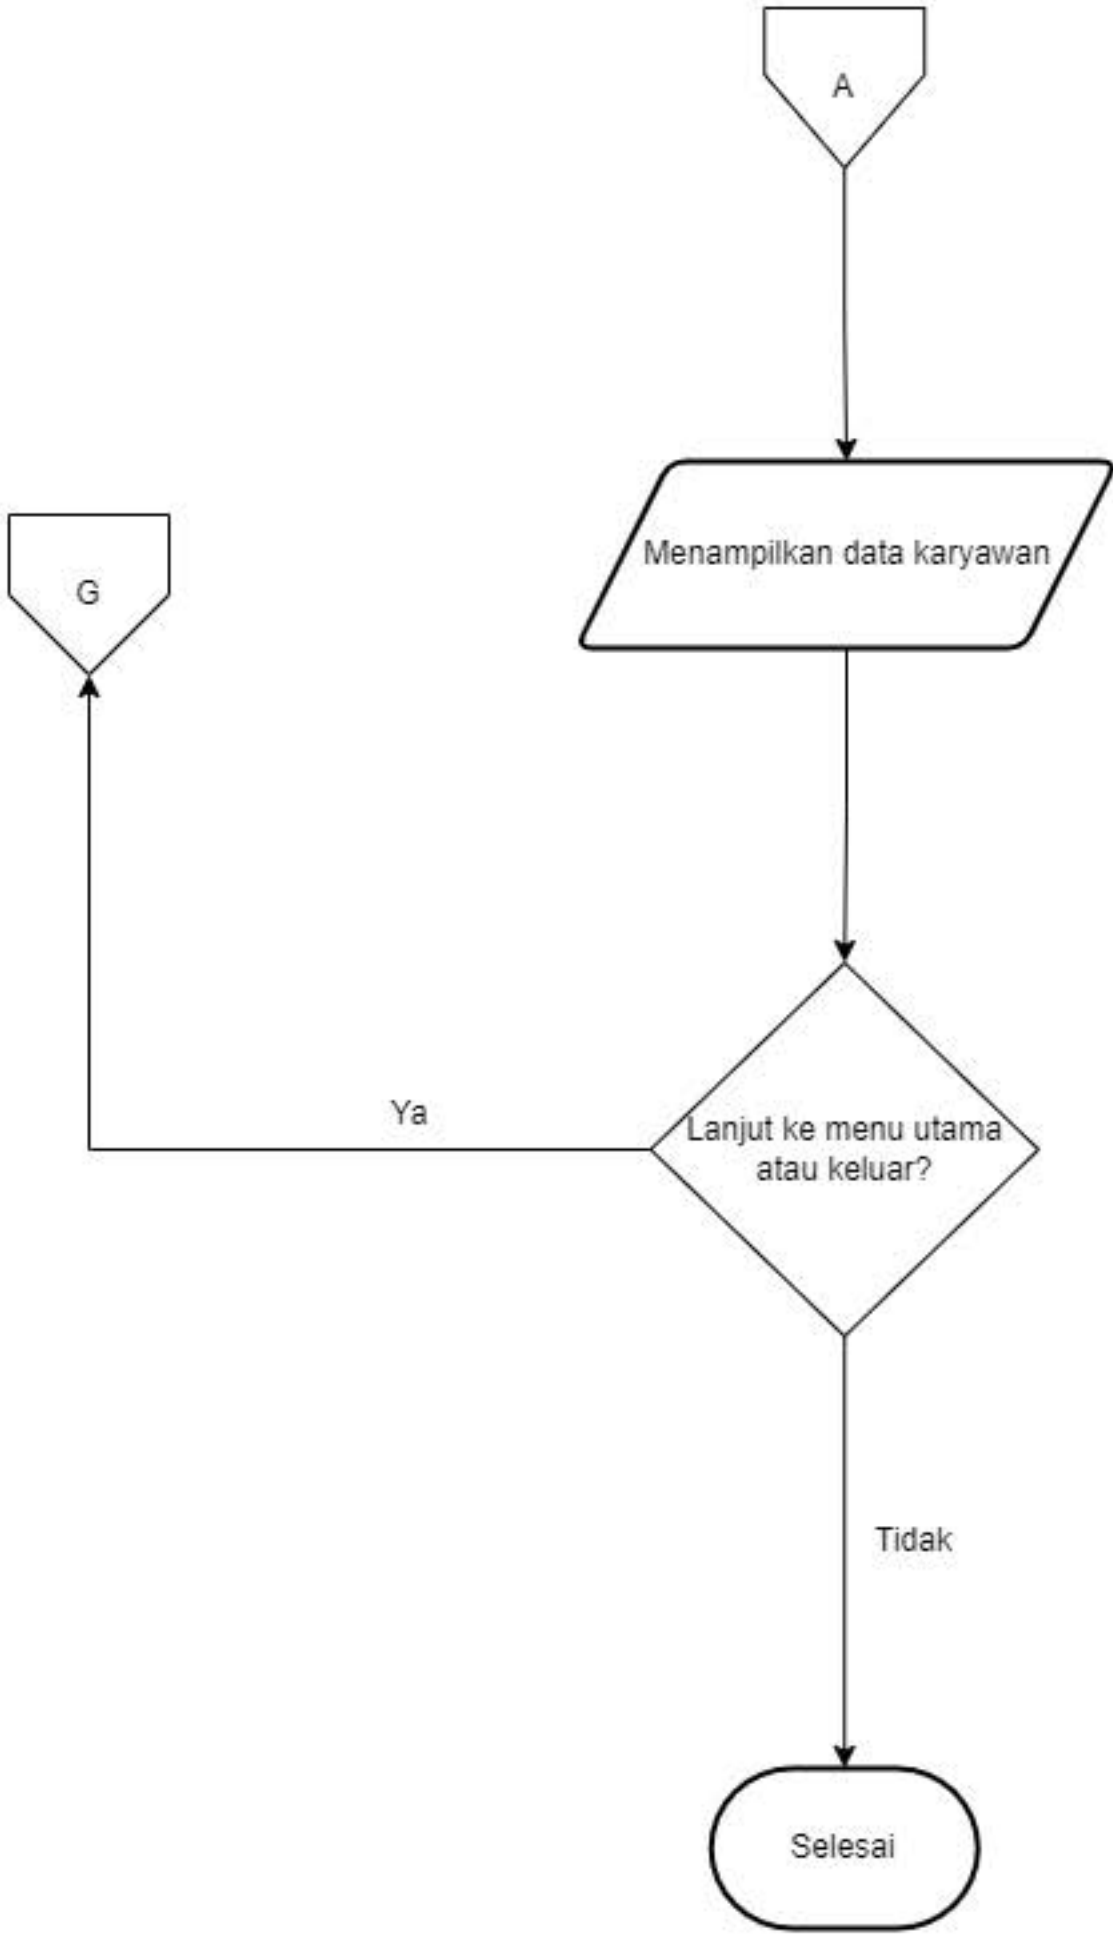 A
Menampilkan data karyawan
G
Ya
Lanjut ke menu utama
atau keluar?
Tidak
Selesai